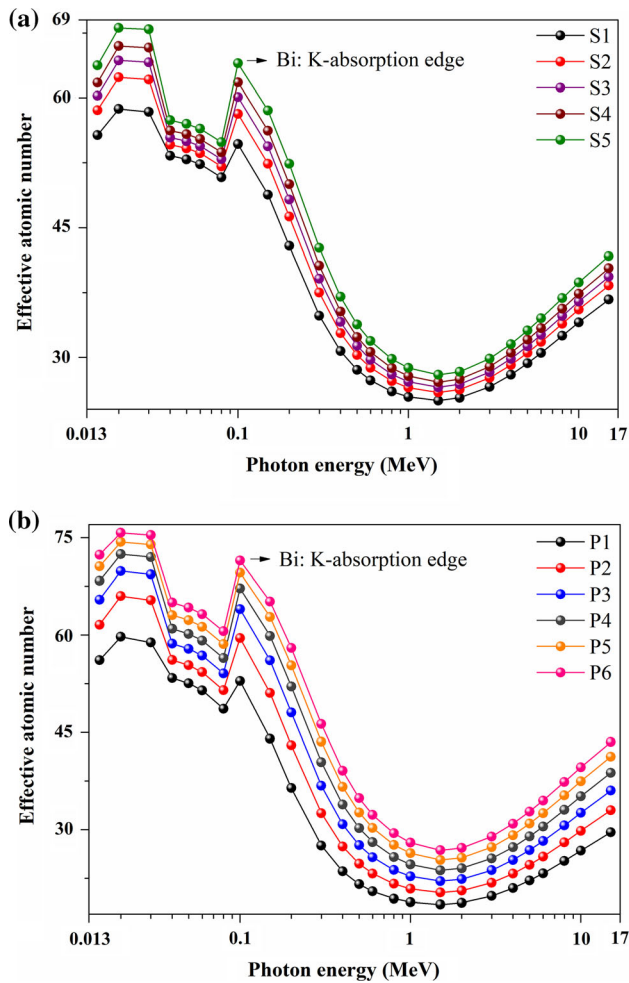 (a)
69
60
45
30
Effective atomic number
Bi: K-absorption edge
S1
S2
S3
S4
S5
0.013
0.1
1
10
17
Photon energy (MeV)
(b)
75
60
45
30
Effective atomic number
Bi: K-absorption edge
P1
P2
P3
P4
P5
P6
0.013
0.1
1
10
17
Photon energy (MeV)